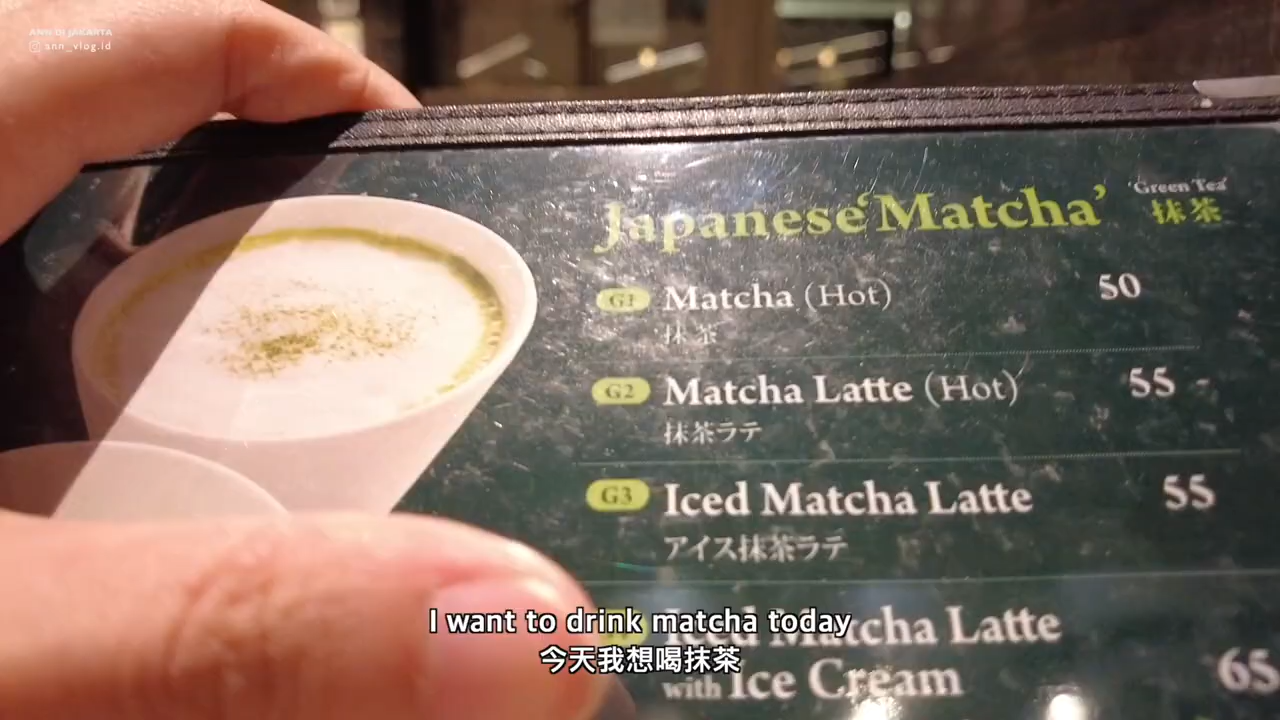 ANN DI JAKARTA
ann_vlog.id
Japanese 'Matcha' 'Green Tea' 抹茶
G1 Matcha (Hot) 50
抹茶
G2 Matcha Latte (Hot) 55
抹茶ラテ
G3 Iced Matcha Latte 55
アイス抹茶ラテ
Iced Matcha Latte
with Ice Cream 65
I want to drink matcha today
今天我想喝抹茶